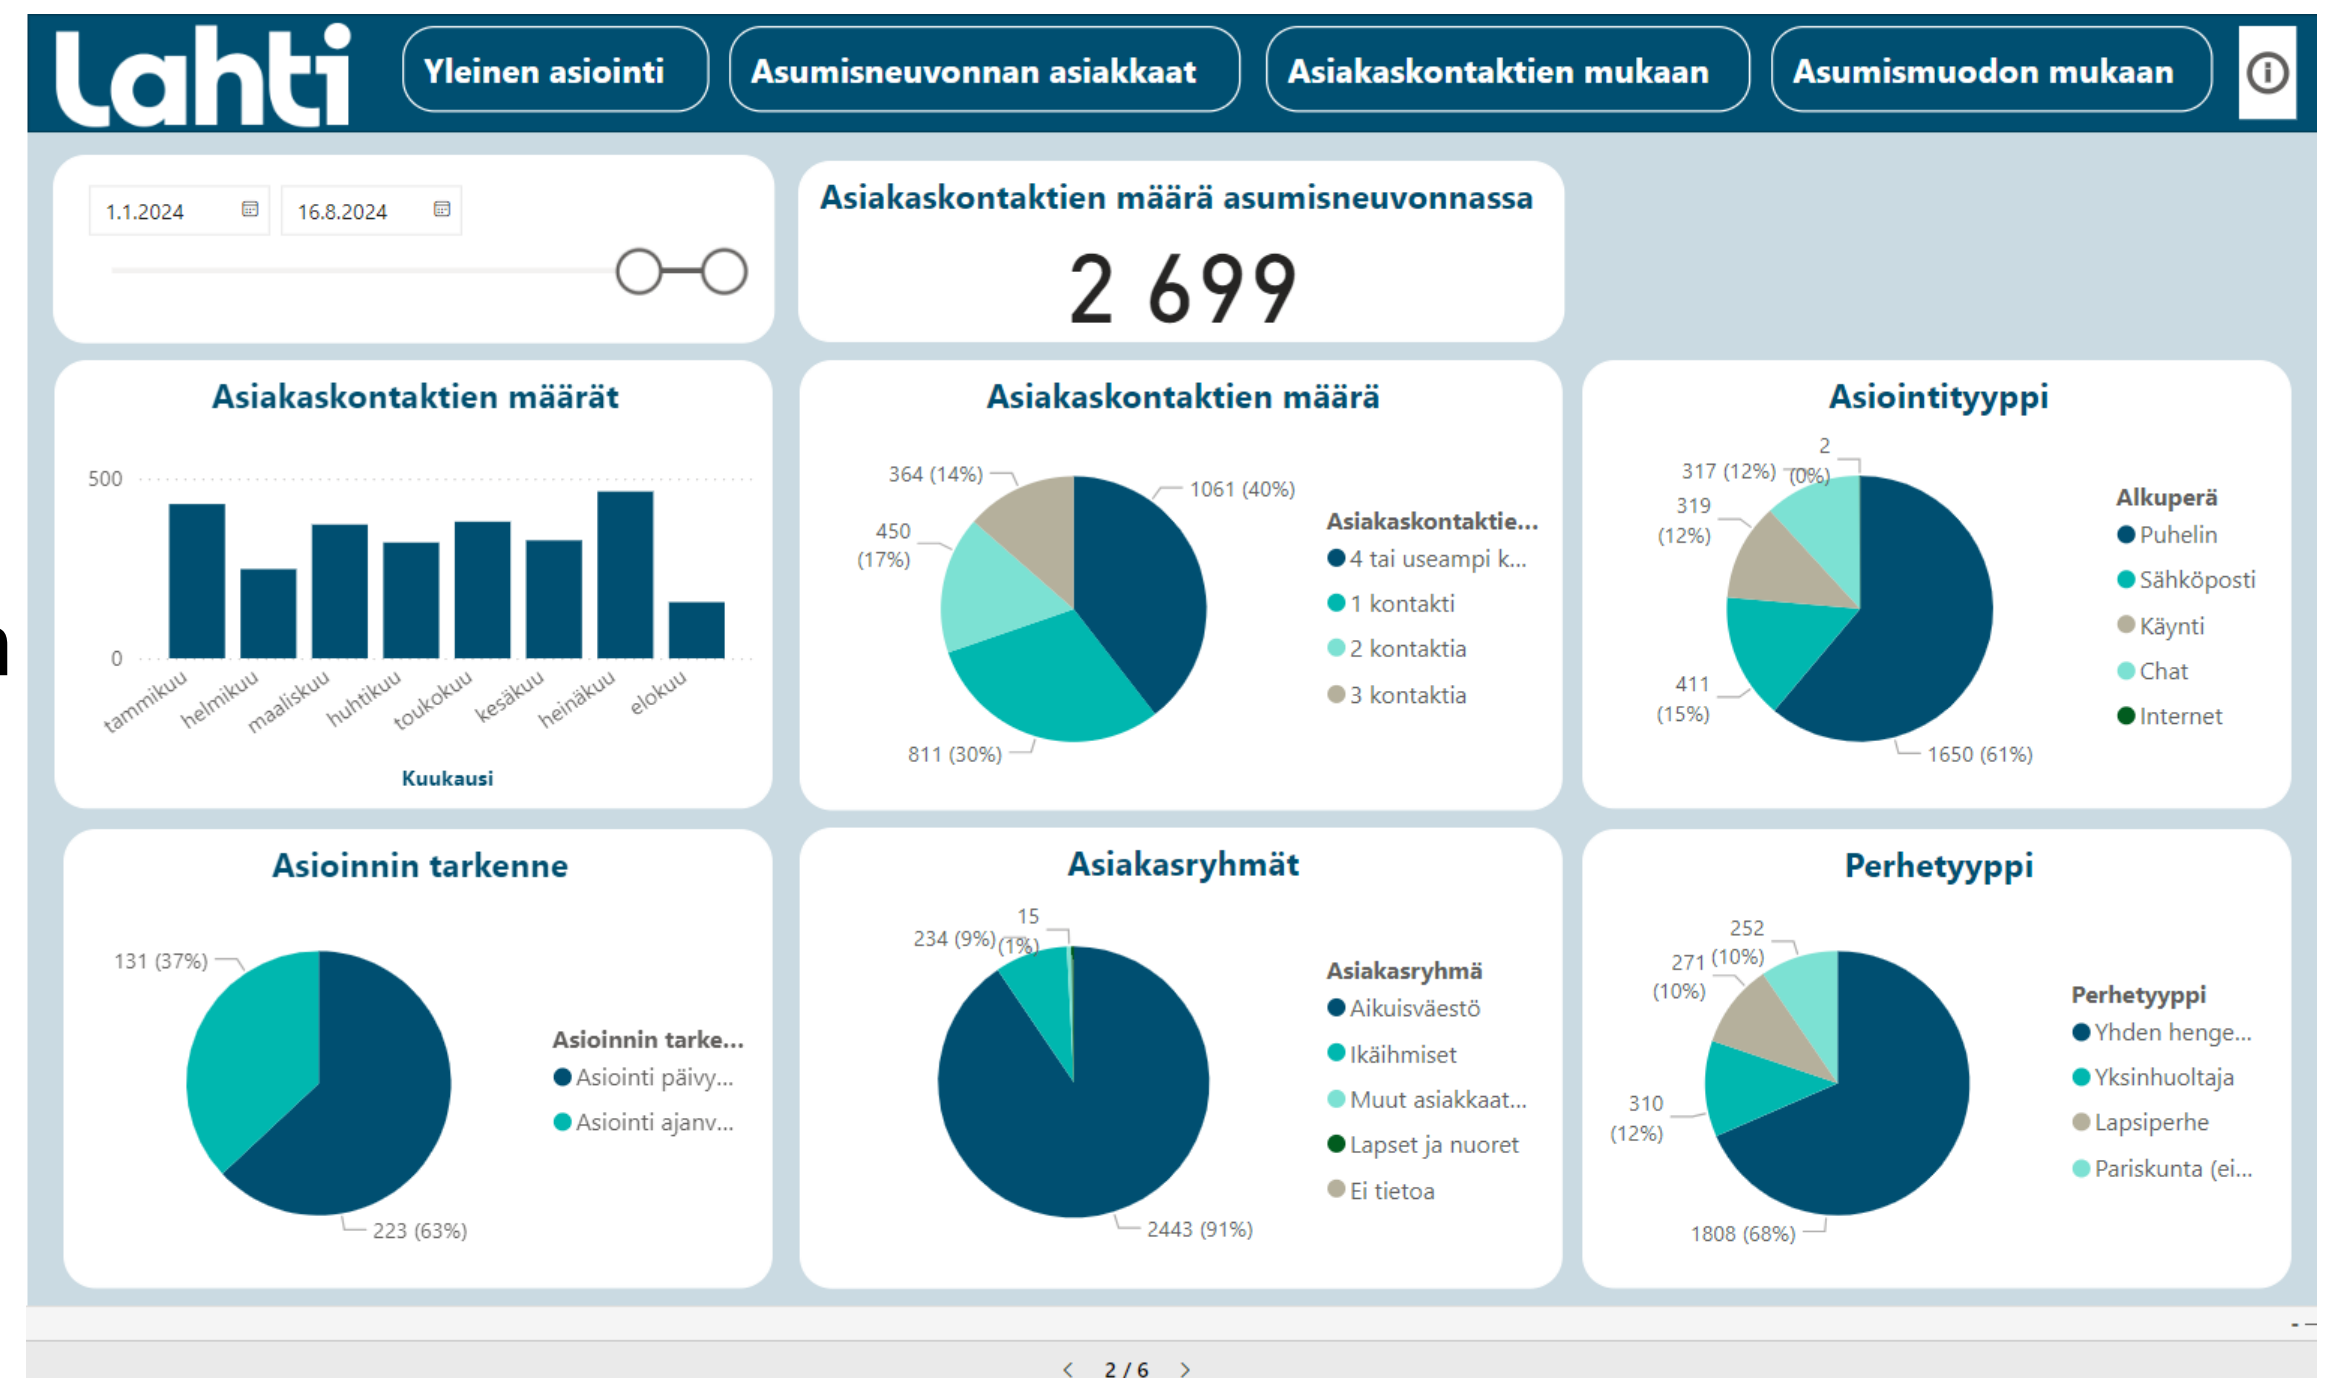 Lahti
Yleinen asiointi
Asumisneuvonnan asiakkaat
Asiakaskontaktien mukaan
Asumismuodon mukaan
1.1.2024
16.8.2024
Asiakaskontaktien määrä asumisneuvonnassa
2 699
Asiakaskontaktien määrät
500
0
tammikuu
helmikuu
maaliskuu
huhtikuu
toukokuu
kesäkuu
heinäkuu
elokuu
Kuukausi
Asiakaskontaktien määrä
364 (14%)
1061 (40%)
450
(17%)
811 (30%)
Asiakaskontaktie...
4 tai useampi k...
1 kontakti
2 kontaktia
3 kontaktia
Asiointityyppi
2
(0%)
317 (12%)
319
(12%)
411
(15%)
1650 (61%)
Alkuperä
Puhelin
Sähköposti
Käynti
Chat
Internet
Asioinnin tarkenne
131 (37%)
223 (63%)
Asioinnin tarke...
Asiointi päivy...
Asiointi ajanv...
Asiakasryhmät
15
(1%)
234 (9%)
2443 (91%)
Asiakasryhmä
Aikuisväestö
Ikäihmiset
Muut asiakkaat...
Lapset ja nuoret
Ei tietoa
Perhetyyppi
252
(10%)
271
(10%)
310
(12%)
1808 (68%)
Perhetyyppi
Yhden henge...
Yksinhuoltaja
Lapsiperhe
Pariskunta (ei...
2 / 6